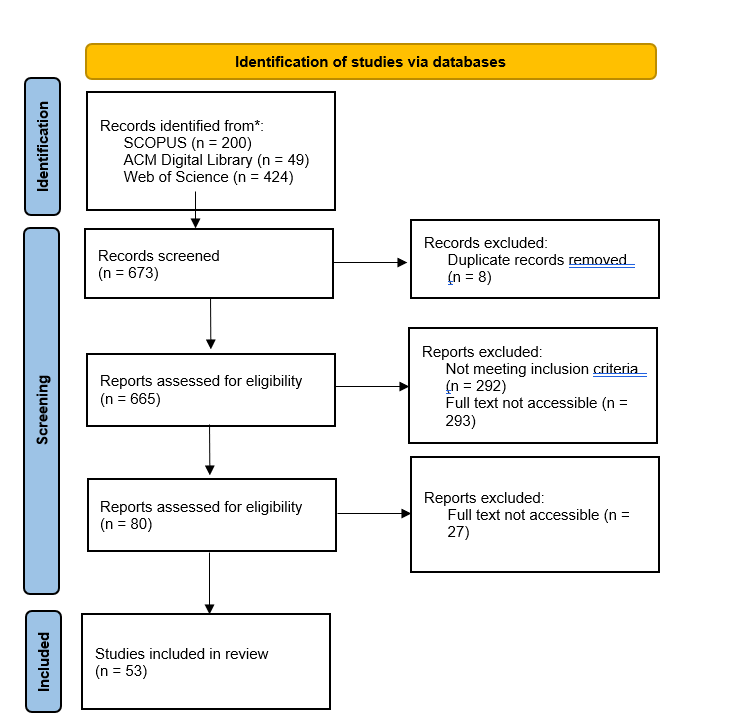 Identification of studies via databases
Identification
Records identified from*:
SCOPUS (n = 200)
ACM Digital Library (n = 49)
Web of Science (n = 424)
Screening
Records screened
(n = 673)
Records excluded:
Duplicate records removed
(n = 8)
Reports assessed for eligibility
(n = 665)
Reports excluded:
Not meeting inclusion criteria
(n = 292)
Full text not accessible (n =
293)
Reports assessed for eligibility
(n = 80)
Reports excluded:
Full text not accessible (n =
27)
Included
Studies included in review
(n = 53)